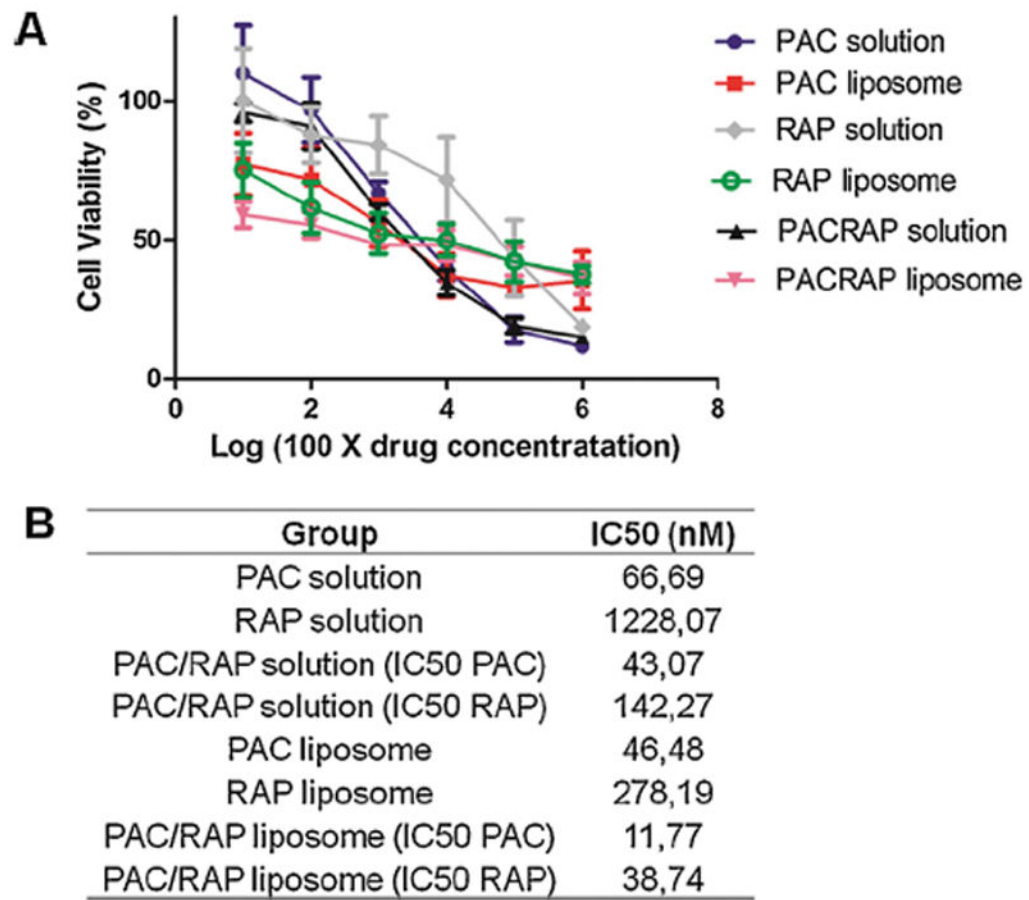 A
Cell Viability (%)
100
50
0
0 2 4 6 8
Log (100 X drug concentratation)
PAC solution
PAC liposome
RAP solution
RAP liposome
PACRAP solution
PACRAP liposome
B
Group IC50 (nM)
PAC solution 66,69
RAP solution 1228,07
PAC/RAP solution (IC50 PAC) 43,07
PAC/RAP solution (IC50 RAP) 142,27
PAC liposome 46,48
RAP liposome 278,19
PAC/RAP liposome (IC50 PAC) 11,77
PAC/RAP liposome (IC50 RAP) 38,74